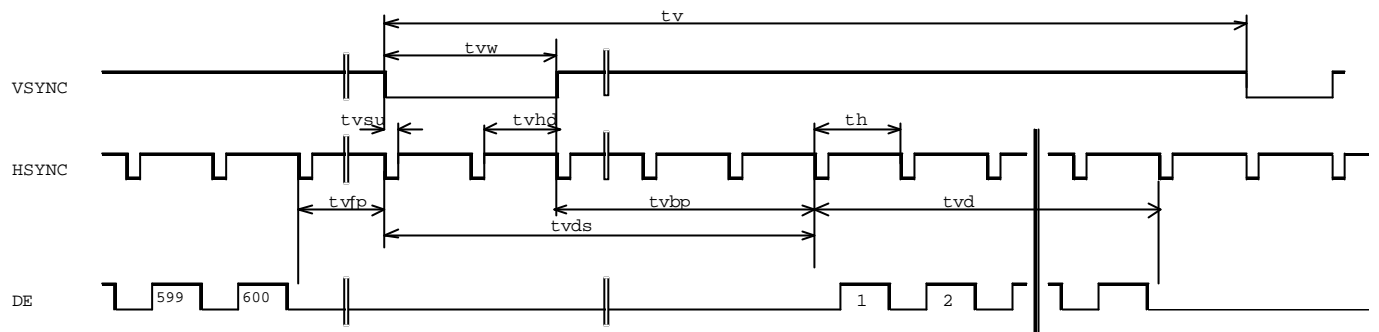 tv
tvw
VSYNC
tvsu
tvhd
th
HSYNC
tvfp
tvbp
tvd
tvds
DE
599
600
1
2